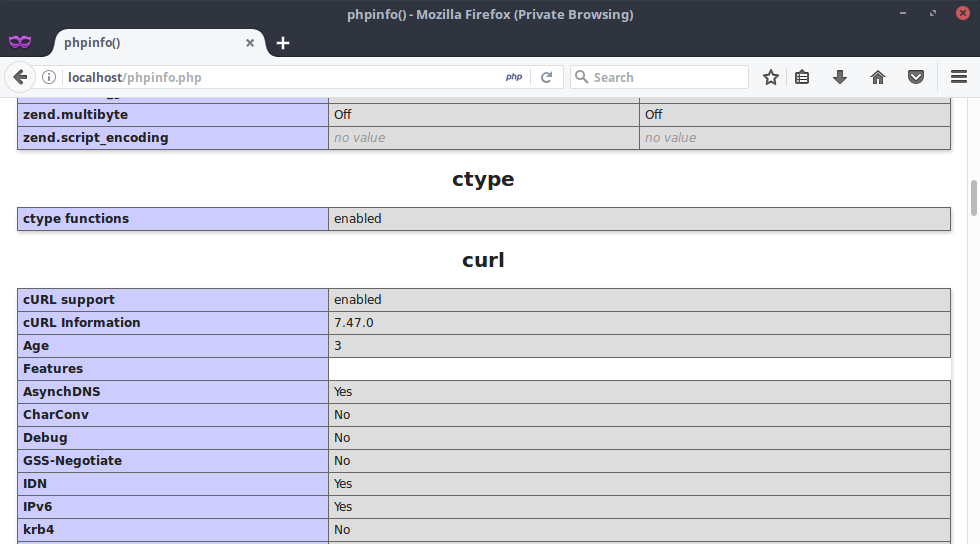 phpinfo() - Mozilla Firefox (Private Browsing)
phpinfo()
localhost/phpinfo.php php Search
zend.multibyte Off Off
zend.script_encoding no value no value
ctype
ctype functions enabled
curl
cURL support enabled
cURL Information 7.47.0
Age 3
Features
AsynchDNS Yes
CharConv No
Debug No
GSS-Negotiate No
IDN Yes
IPv6 Yes
krb4 No